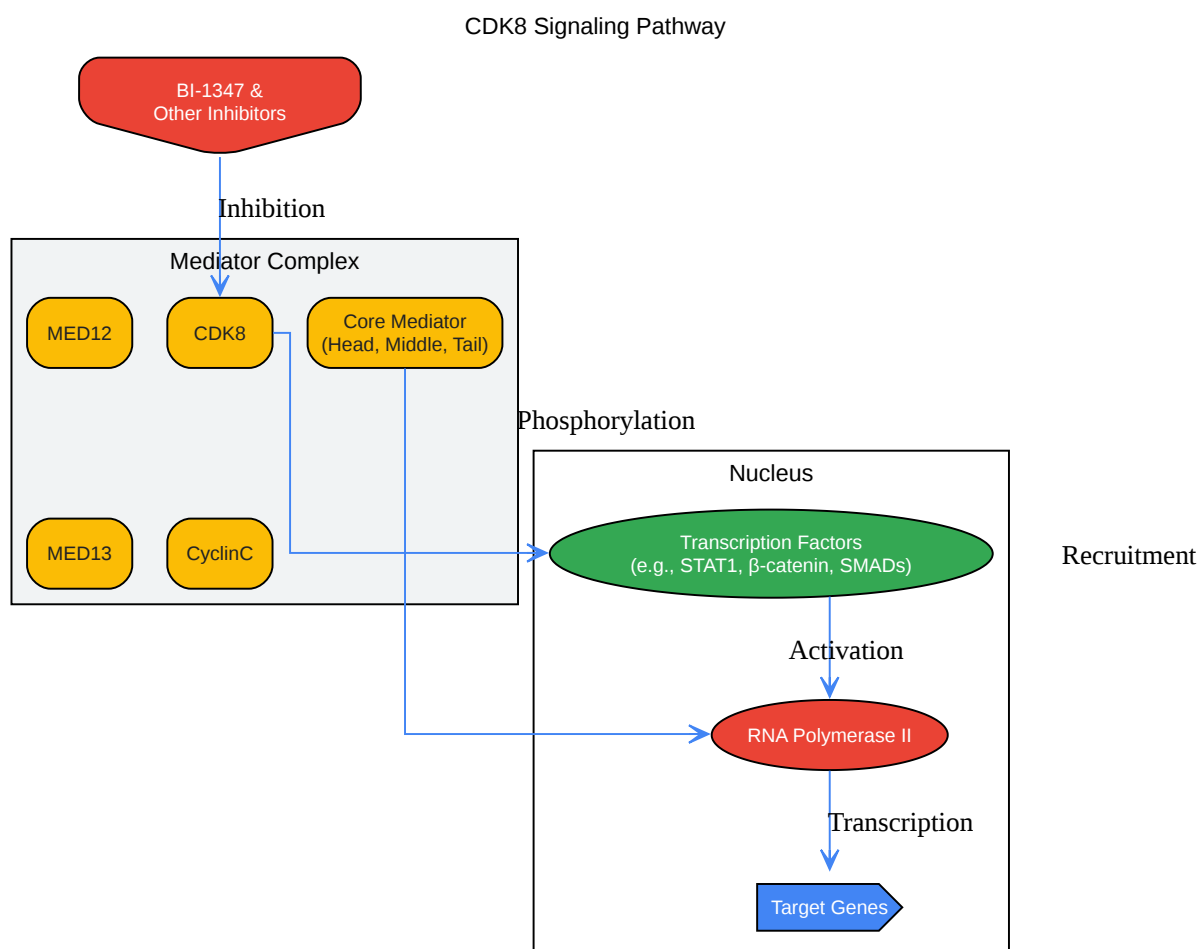 CDK8 Signaling Pathway
BI-1347 &
Other Inhibitors
Inhibition
Mediator Complex
MED12
CDK8
Core Mediator
(Head, Middle, Tail)
Phosphorylation
Nucleus
MED13
CyclinC
Transcription Factors
(e.g., STAT1, β-catenin, SMADs)
Recruitment
Activation
RNA Polymerase II
Transcription
Target Genes